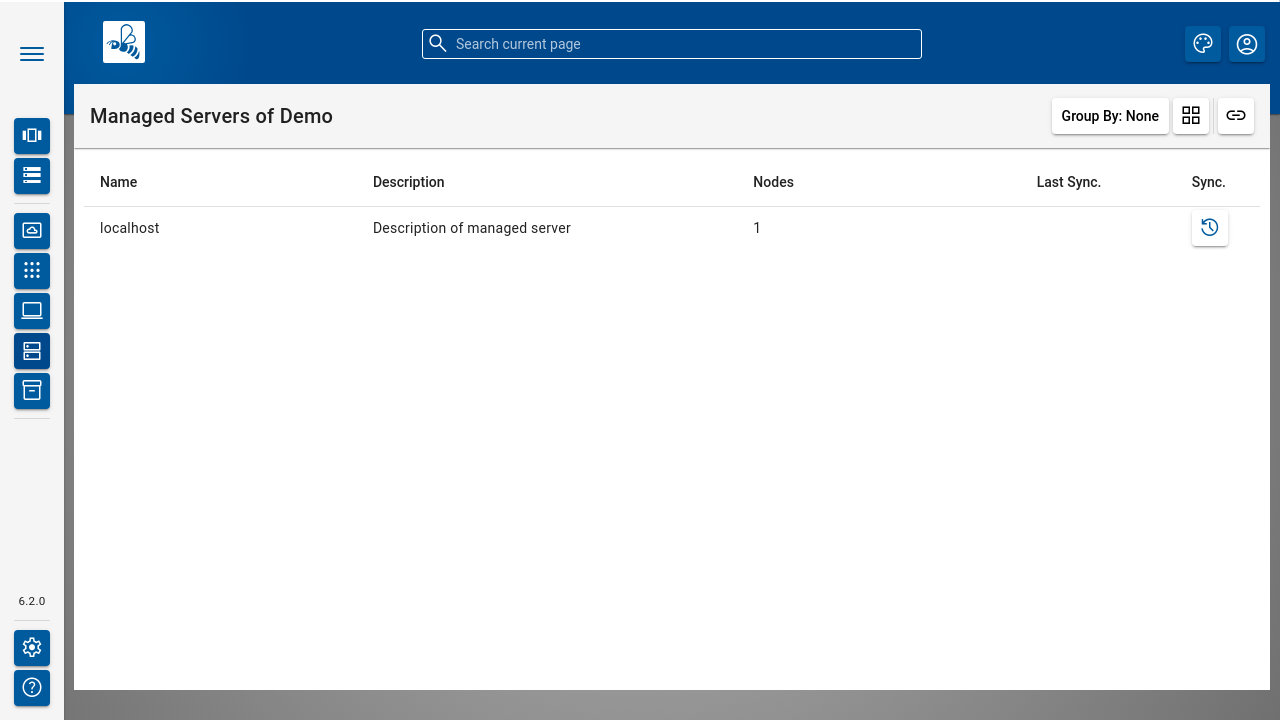 Search current page
Managed Servers of Demo
Group By: None
Name Description Nodes Last Sync. Sync.
localhost Description of managed server 1
6.2.0